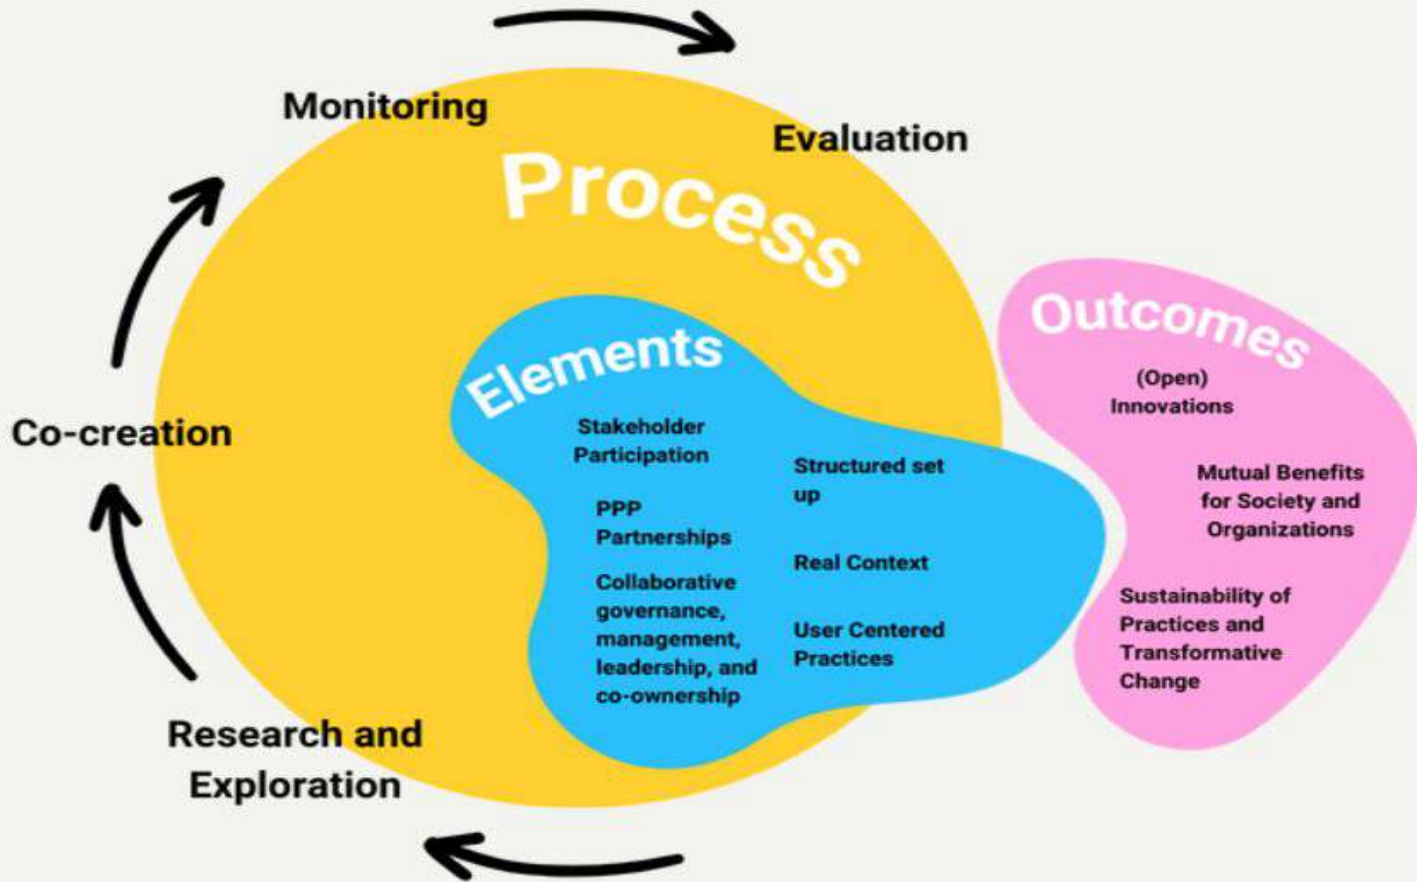 Monitoring
Evaluation
Process
Co-creation
Research and
Exploration
Elements
Stakeholder
Participation
PPP
Partnerships
Collaborative
governance,
management,
leadership, and
co-ownership
Structured set
up
Real Context
User Centered
Practices
Outcomes
(Open)
Innovations
Mutual Benefits
for Society and
Organizations
Sustainability of
Practices and
Transformative
Change